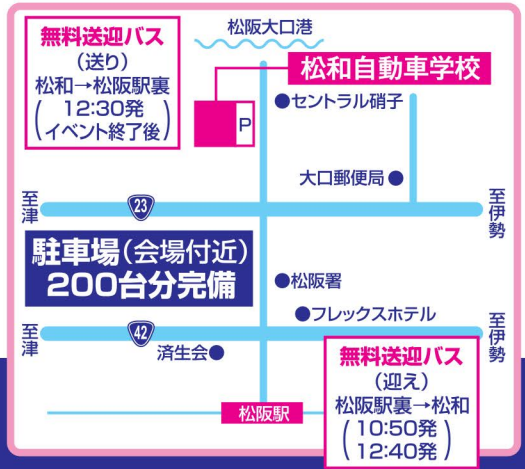 無料送迎バス
（送り）
松和→松阪駅裏
（12:30発
イベント終了後）
松阪大口港
松和自動車学校
P
●セントラル硝子
大口郵便局●
至津
23
至伊勢
駐車場（会場付近）
200台分完備
●松阪署
●フレックスホテル
至津
42
至伊勢
済生会●
松阪駅
無料送迎バス
（迎え）
松阪駅裏→松和
（10:50発
12:40発）